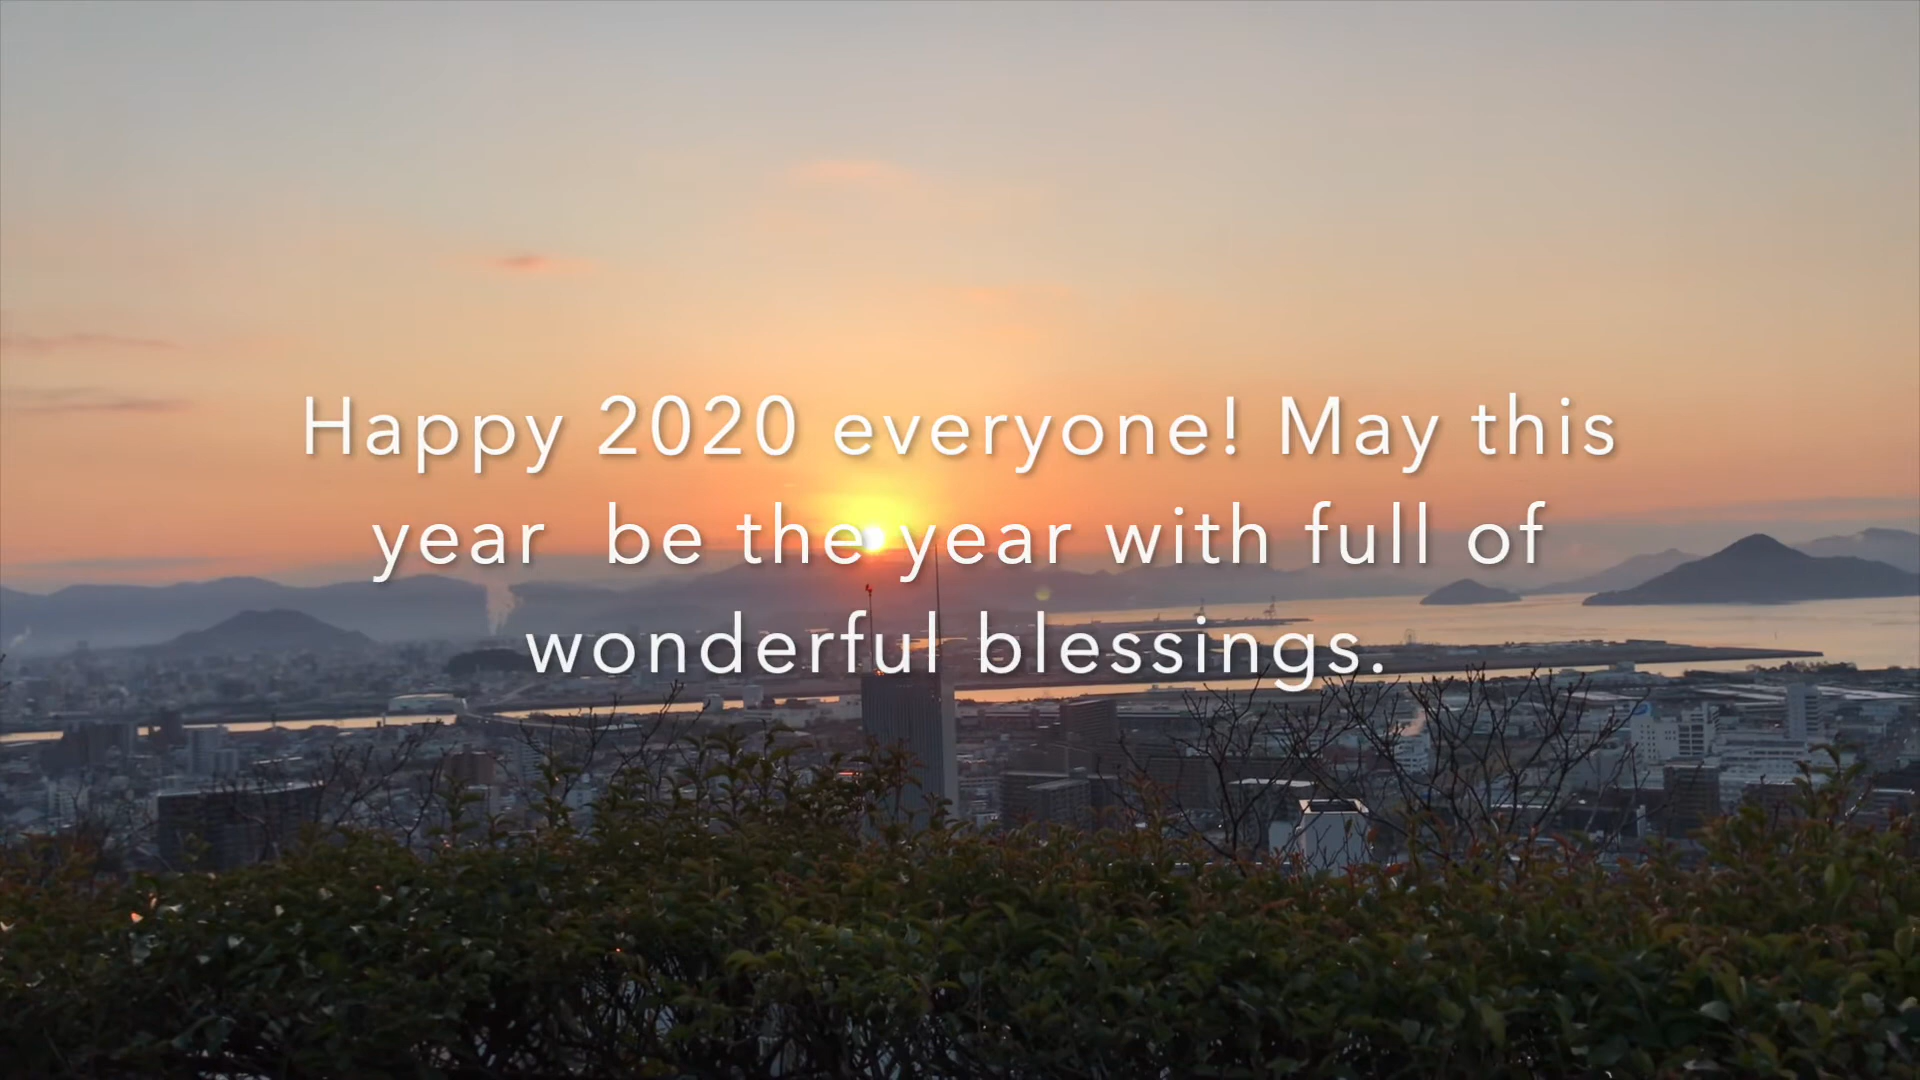 Happy 2020 everyone! May this
year  be the year with full of
wonderful blessings.